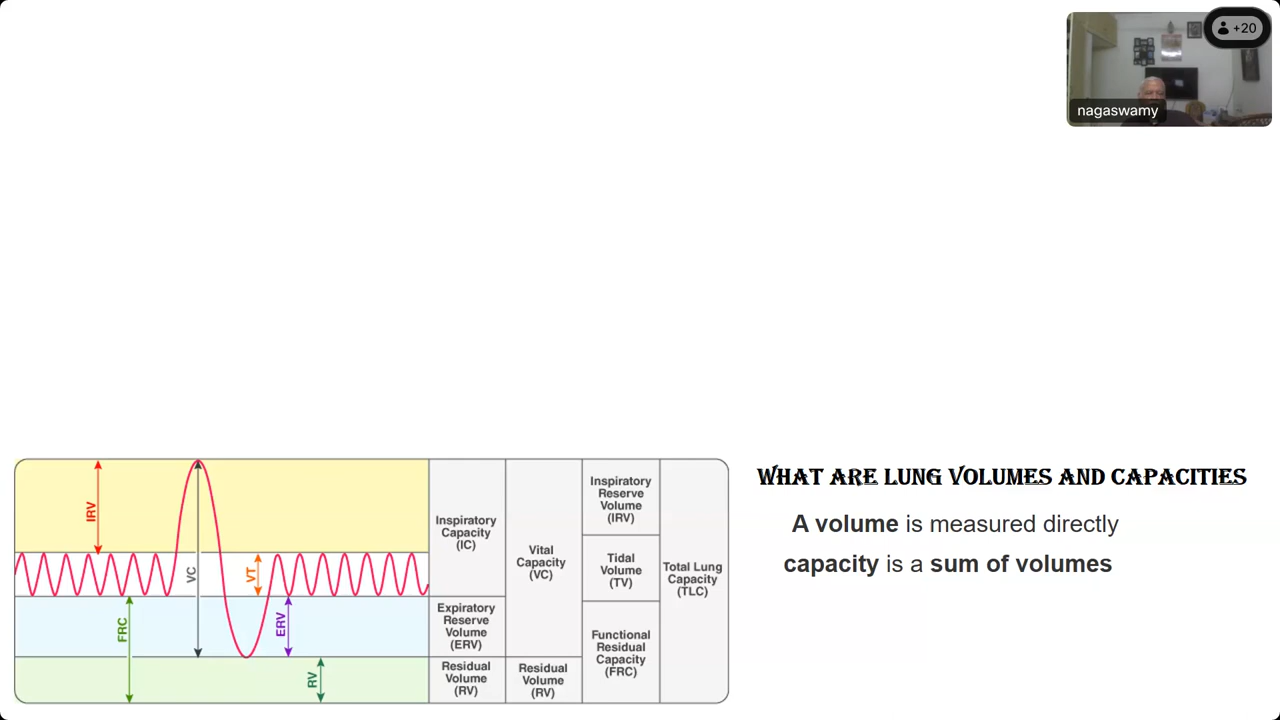 +20
nagaswamy
IRV
VC
VT
FRC
ERV
RV
Inspiratory
Capacity
(IC)
Expiratory
Reserve
Volume
(ERV)
Residual
Volume
(RV)
Vital
Capacity
(VC)
Residual
Volume
(RV)
Inspiratory
Reserve
Volume
(IRV)
Tidal
Volume
(TV)
Functional
Residual
Capacity
(FRC)
Total Lung
Capacity
(TLC)
WHAT ARE LUNG VOLUMES AND CAPACITIES
A volume is measured directly
capacity is a sum of volumes